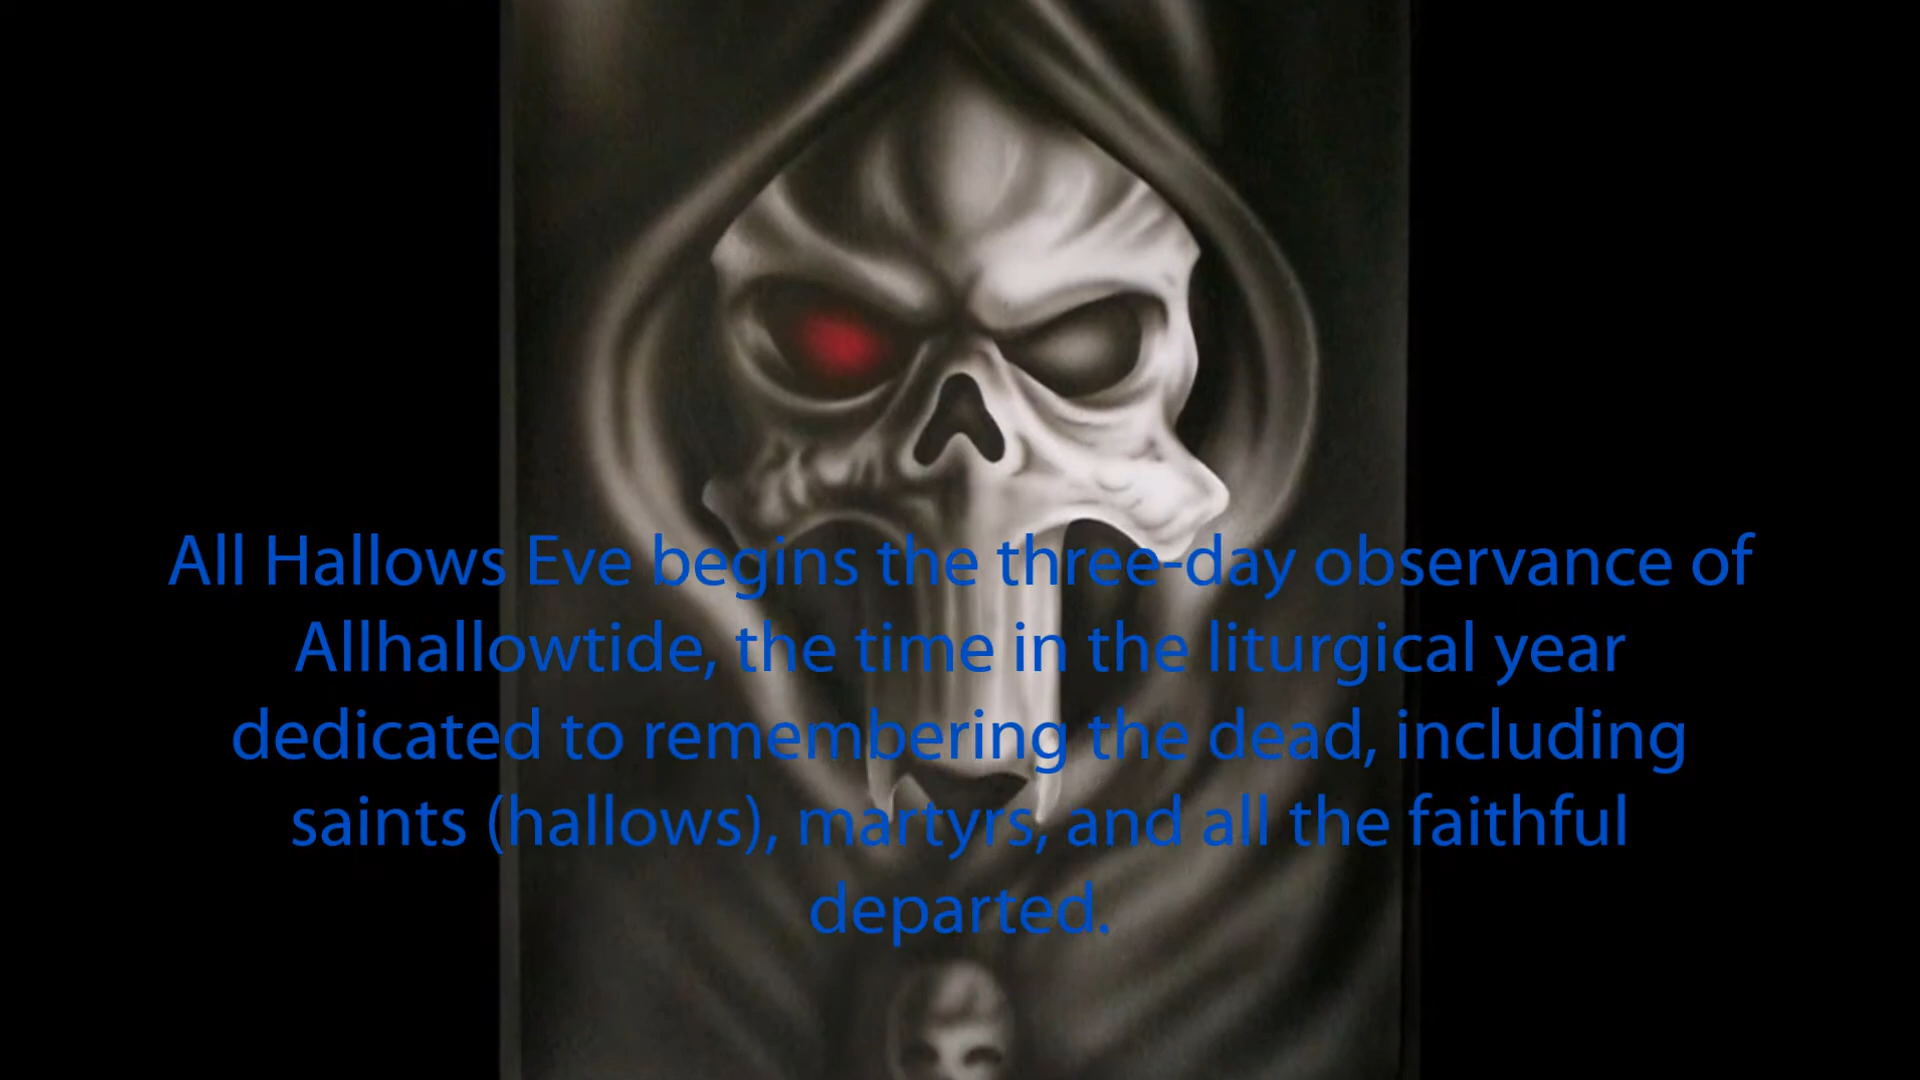 All Hallows Eve begins the three-day observance of
Allhallowtide, the time in the liturgical year
dedicated to remembering the dead, including
saints (hallows), martyrs, and all the faithful
departed.